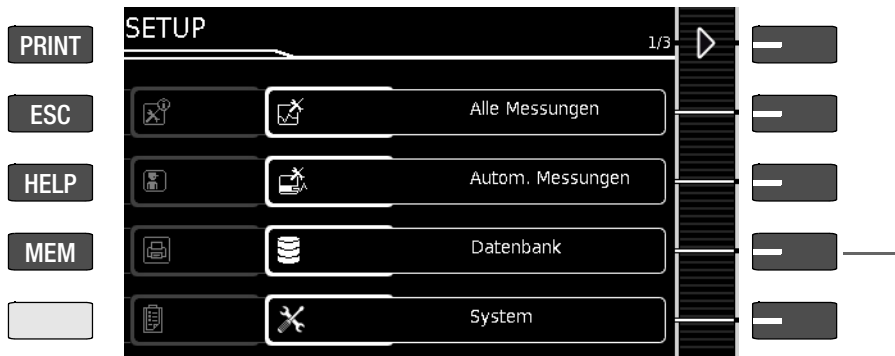 SETUP
1/3
PRINT
ESC
Alle Messungen
HELP
Autom. Messungen
MEM
Datenbank
System